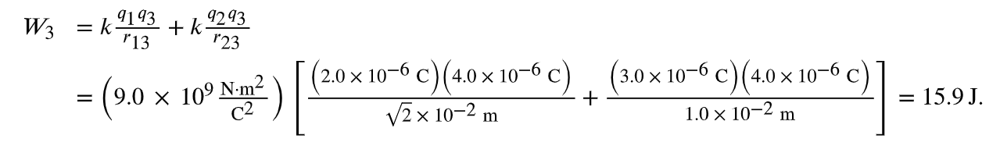 W₃ = k q₁q₃/r₁₃ + k q₂q₃/r₂₃
= (9.0 × 10⁹ N·m²/C²) [(2.0 × 10⁻⁶ C)(4.0 × 10⁻⁶ C)/(√2 × 10⁻² m) + (3.0 × 10⁻⁶ C)(4.0 × 10⁻⁶ C)/(1.0 × 10⁻² m)] = 15.9 J.